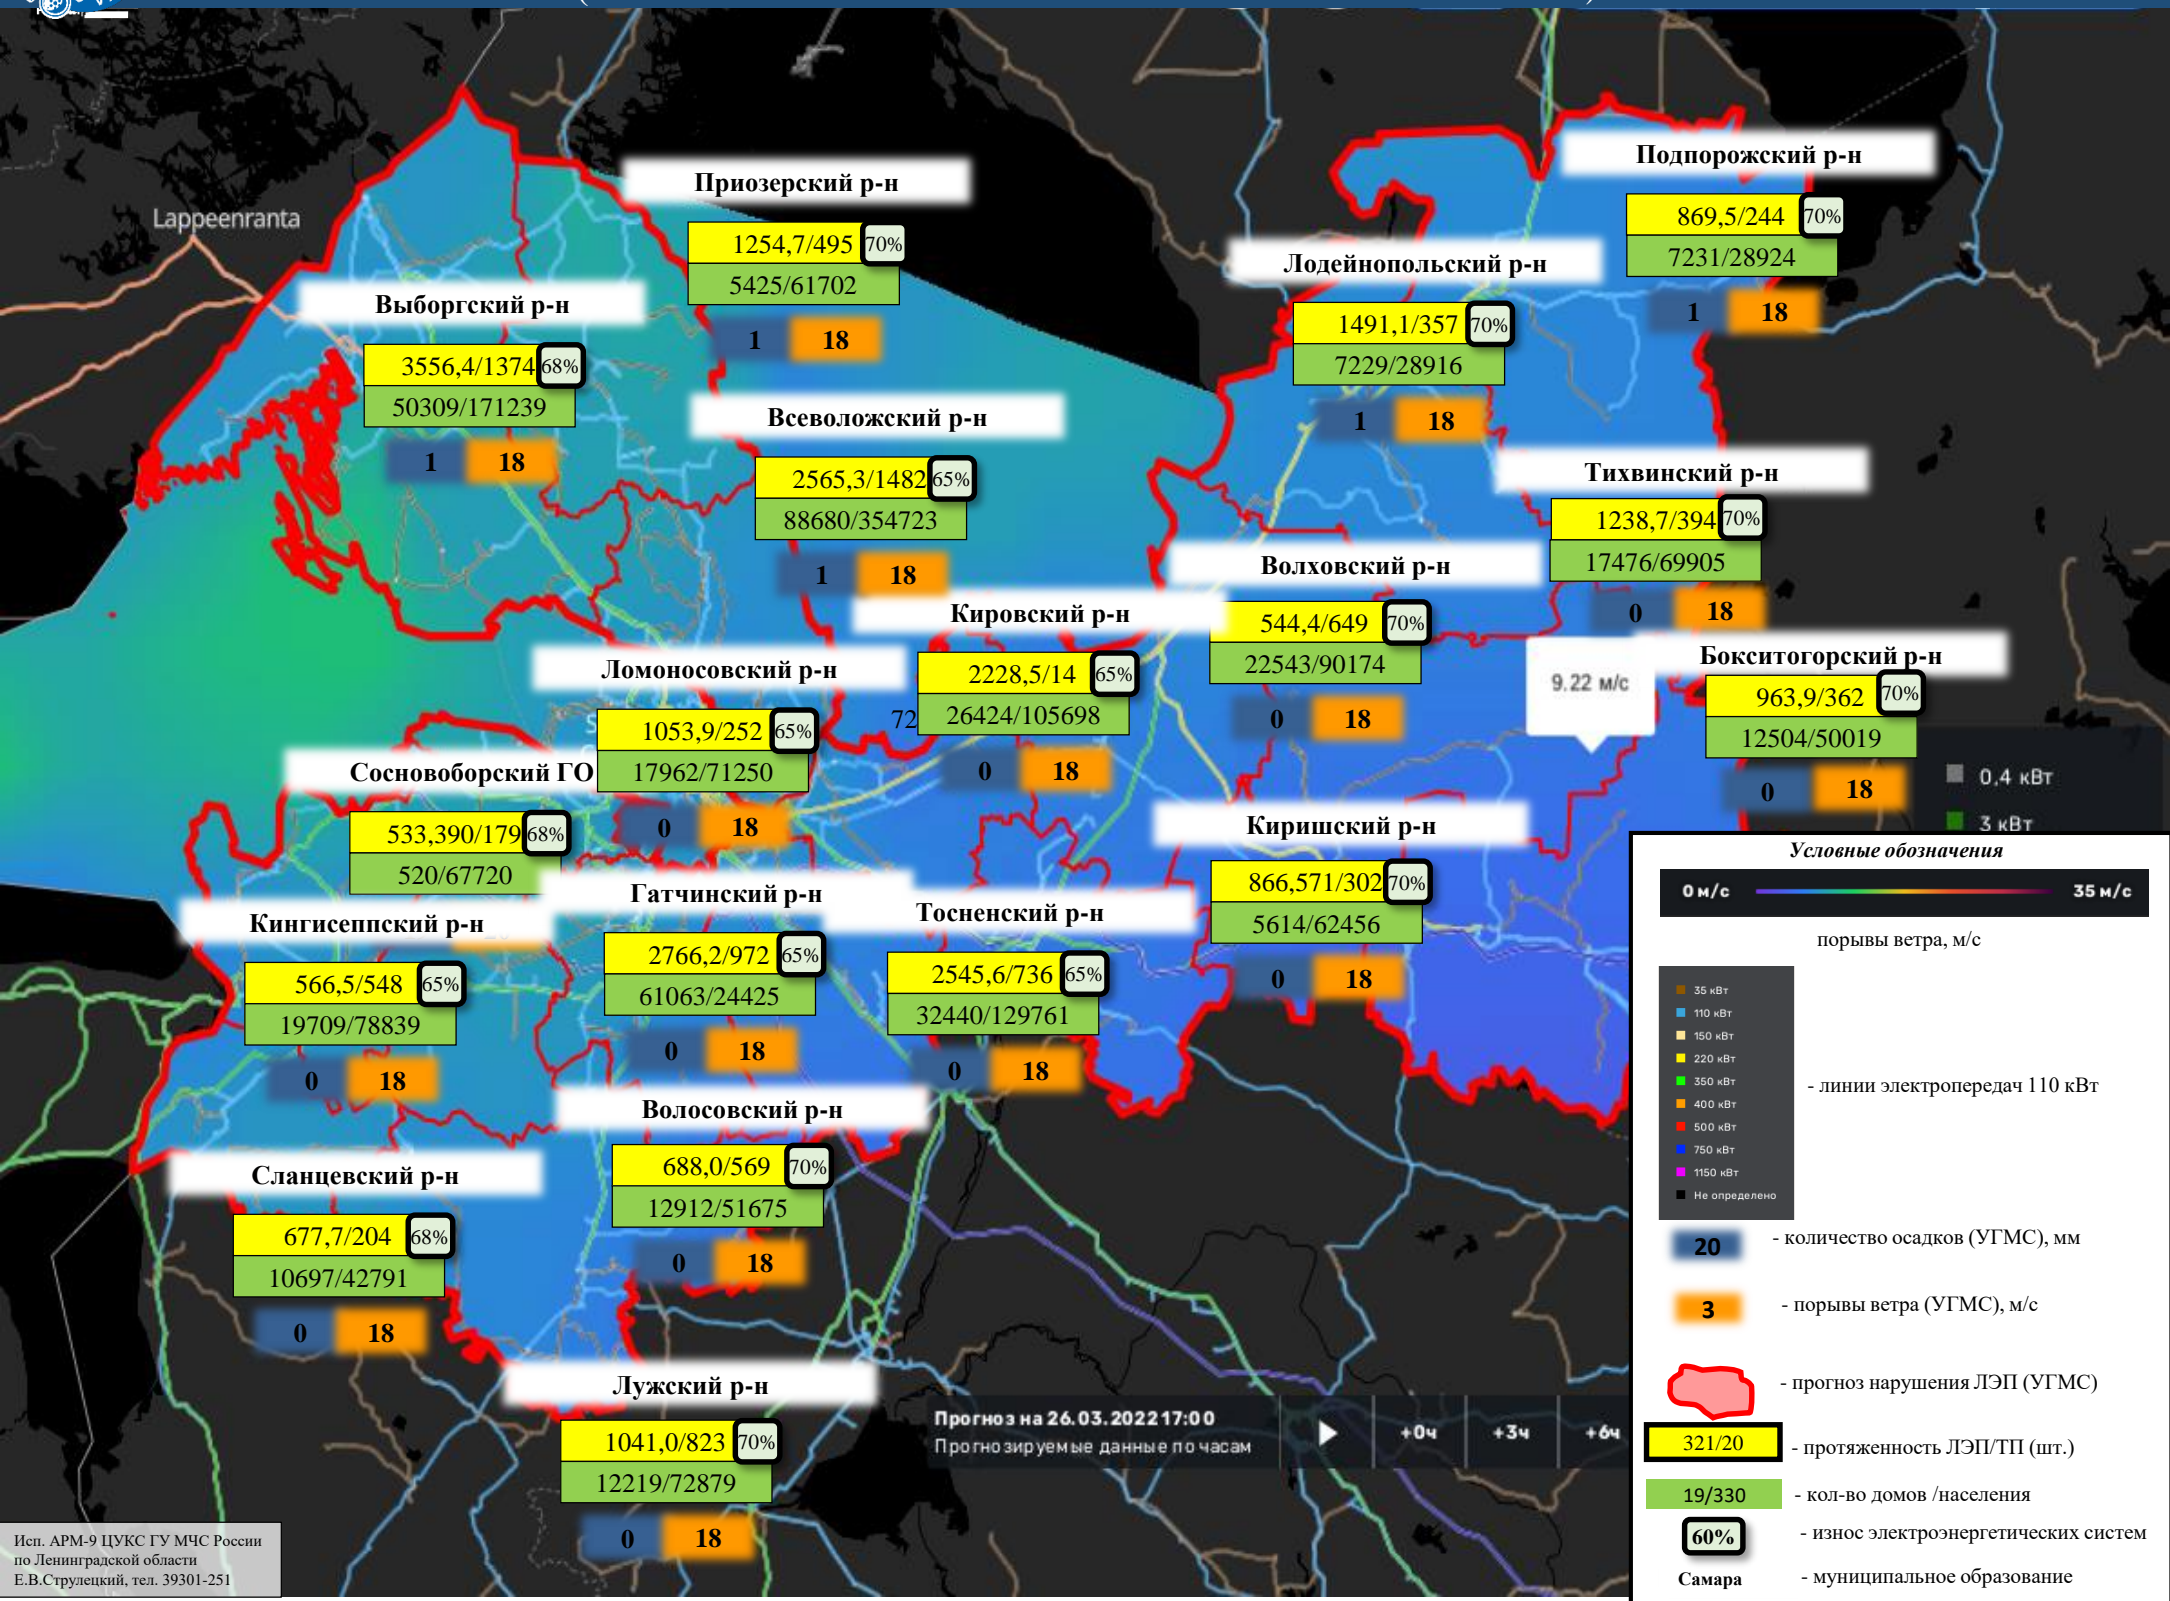 Lappeenranta
Приозерский р-н
1254,7/495
70%
5425/61702
1
18
Подпорожский р-н
869,5/244
70%
7231/28924
1
18
Лодейнопольский р-н
1491,1/357
70%
7229/28916
1
18
Выборгский р-н
3556,4/1374
68%
50309/171239
1
18
Всеволожский р-н
2565,3/1482
65%
88680/354723
1
18
Тихвинский р-н
1238,7/394
70%
17476/69905
0
18
Волховский р-н
544,4/649
70%
22543/90174
0
18
Кировский р-н
2228,5/14
65%
72
26424/105698
0
18
Ломоносовский р-н
1053,9/252
65%
17962/71250
0
18
9.22 м/с
Бокситогорский р-н
963,9/362
70%
12504/50019
0
18
Сосновоборский ГО
533,390/179
68%
520/67720
Киришский р-н
866,571/302
70%
5614/62456
0
18
Гатчинский р-н
2766,2/972
65%
61063/24425
0
18
Кингисеппский р-н
566,5/548
65%
19709/78839
0
18
Тосненский р-н
2545,6/736
65%
32440/129761
0
18
Волосовский р-н
688,0/569
70%
12912/51675
0
18
Сланцевский р-н
677,7/204
68%
10697/42791
0
18
Лужский р-н
1041,0/823
70%
12219/72879
0
18
Прогноз на 26.03.2022 17:00
Прогнозируемые данные по часам
+0ч
+3ч
+6ч
0,4 кВт
3 кВт
Условные обозначения
0 м/с
35 м/с
порывы ветра, м/с
35 кВт
110 кВт
150 кВт
220 кВт
350 кВт
400 кВт
500 кВт
750 кВт
1150 кВт
Не определено
- линии электропередач 110 кВт
20
- количество осадков (УГМС), мм
3
- порывы ветра (УГМС), м/с
- прогноз нарушения ЛЭП (УГМС)
321/20
- протяженность ЛЭП/ТП (шт.)
19/330
- кол-во домов /населения
60%
- износ электроэнергетических систем
Самара
- муниципальное образование
Исп. АРМ-9 ЦУКС ГУ МЧС России
по Ленинградской области
Е.В.Струлецкий, тел. 39301-251